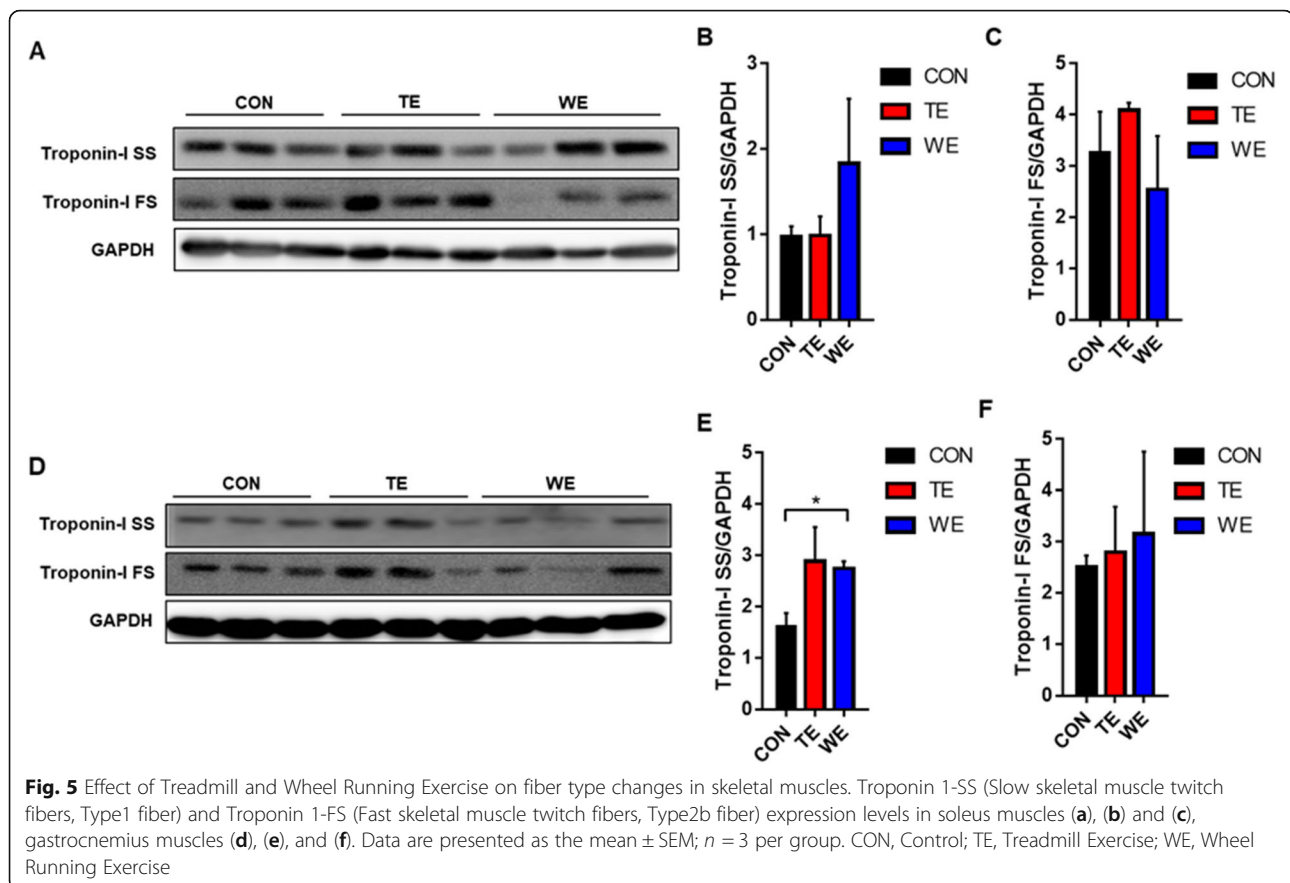 A
CON TE WE
Troponin-I SS
Troponin-I FS
GAPDH
B
Troponin-I SS/GAPDH
3
2
1
0
CON TE WE
CON
TE
WE
C
Troponin-I FS/GAPDH
5
4
3
2
1
0
CON TE WE
CON
TE
WE
D
CON TE WE
Troponin-I SS
Troponin-I FS
GAPDH
E
Troponin-I SS/GAPDH
5
4
3
2
1
0
*
CON TE WE
CON
TE
WE
F
Troponin-I FS/GAPDH
5
4
3
2
1
0
CON TE WE
CON
TE
WE
Fig. 5 Effect of Treadmill and Wheel Running Exercise on fiber type changes in skeletal muscles. Troponin 1-SS (Slow skeletal muscle twitch
fibers, Type1 fiber) and Troponin 1-FS (Fast skeletal muscle twitch fibers, Type2b fiber) expression levels in soleus muscles (a), (b) and (c),
gastrocnemius muscles (d), (e), and (f). Data are presented as the mean ± SEM; n = 3 per group. CON, Control; TE, Treadmill Exercise; WE, Wheel
Running Exercise